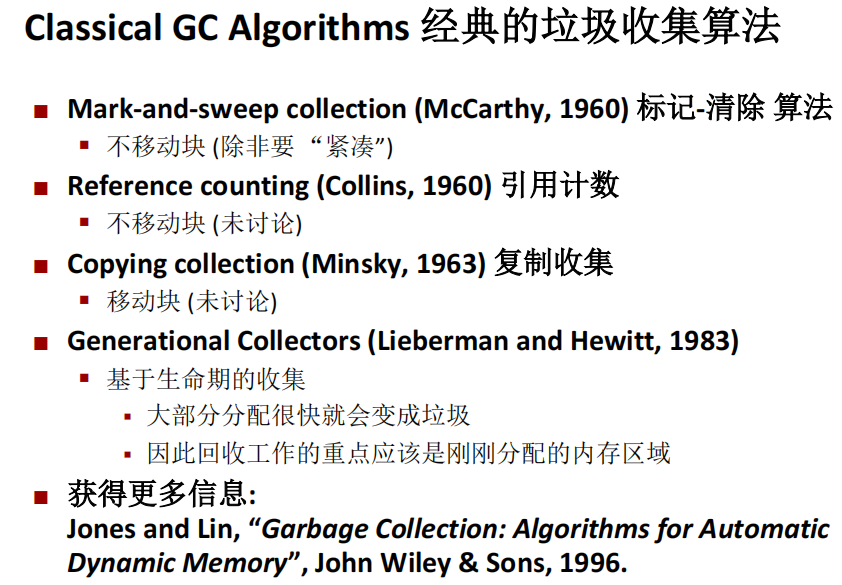 Classical GC Algorithms 经典的垃圾收集算法
Mark-and-sweep collection (McCarthy, 1960) 标记-清除 算法
不移动块 (除非要 “紧凑”)
Reference counting (Collins, 1960) 引用计数
不移动块 (未讨论)
Copying collection (Minsky, 1963) 复制收集
移动块 (未讨论)
Generational Collectors (Lieberman and Hewitt, 1983)
基于生命期的收集
大部分分配很快就会变成垃圾
因此回收工作的重点应该是刚刚分配的内存区域
获得更多信息:
Jones and Lin, “Garbage Collection: Algorithms for Automatic
Dynamic Memory”, John Wiley & Sons, 1996.